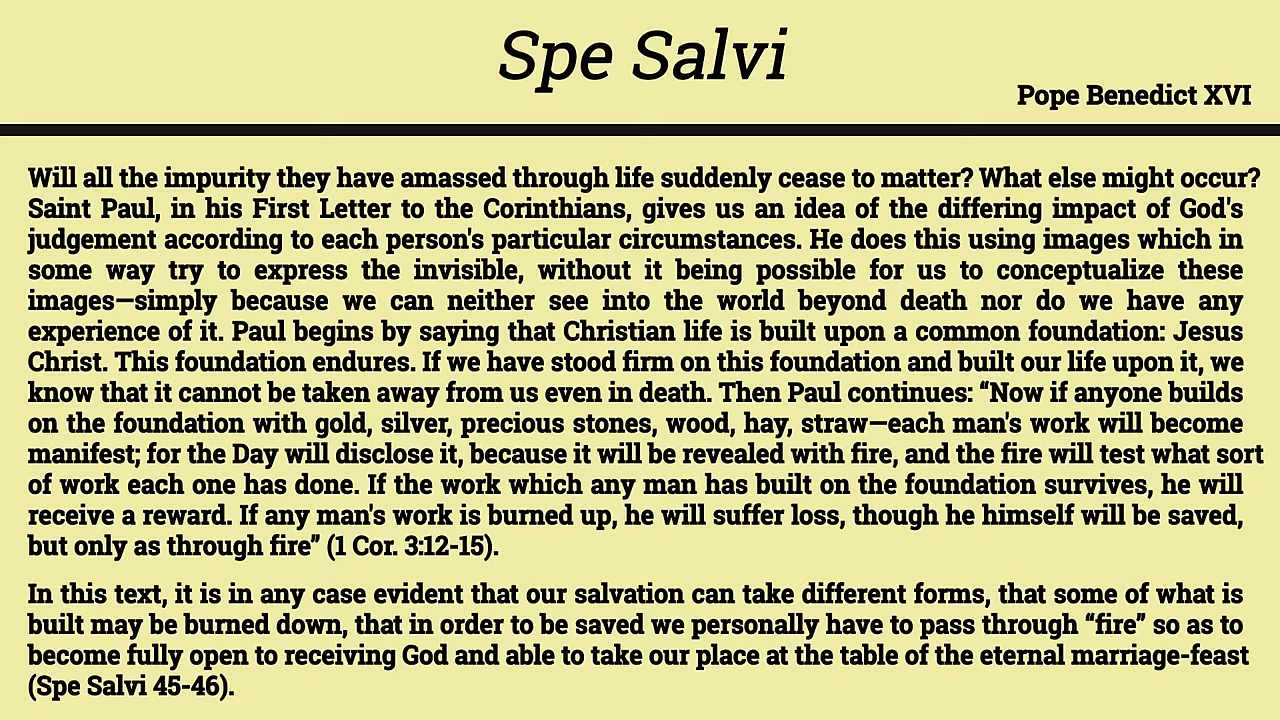 Spe Salvi
Pope Benedict XVI
Will all the impurity they have amassed through life suddenly cease to matter? What else might occur?
Saint Paul, in his First Letter to the Corinthians, gives us an idea of the differing impact of God's
judgement according to each person's particular circumstances. He does this using images which in
some way try to express the invisible, without it being possible for us to conceptualize these
images—simply because we can neither see into the world beyond death nor do we have any
experience of it. Paul begins by saying that Christian life is built upon a common foundation: Jesus
Christ. This foundation endures. If we have stood firm on this foundation and built our life upon it, we
know that it cannot be taken away from us even in death. Then Paul continues: “Now if anyone builds
on the foundation with gold, silver, precious stones, wood, hay, straw—each man's work will become
manifest; for the Day will disclose it, because it will be revealed with fire, and the fire will test what sort
of work each one has done. If the work which any man has built on the foundation survives, he will
receive a reward. If any man's work is burned up, he will suffer loss, though he himself will be saved,
but only as through fire” (1 Cor. 3:12-15).
In this text, it is in any case evident that our salvation can take different forms, that some of what is
built may be burned down, that in order to be saved we personally have to pass through “fire” so as to
become fully open to receiving God and able to take our place at the table of the eternal marriage-feast
(Spe Salvi 45-46).